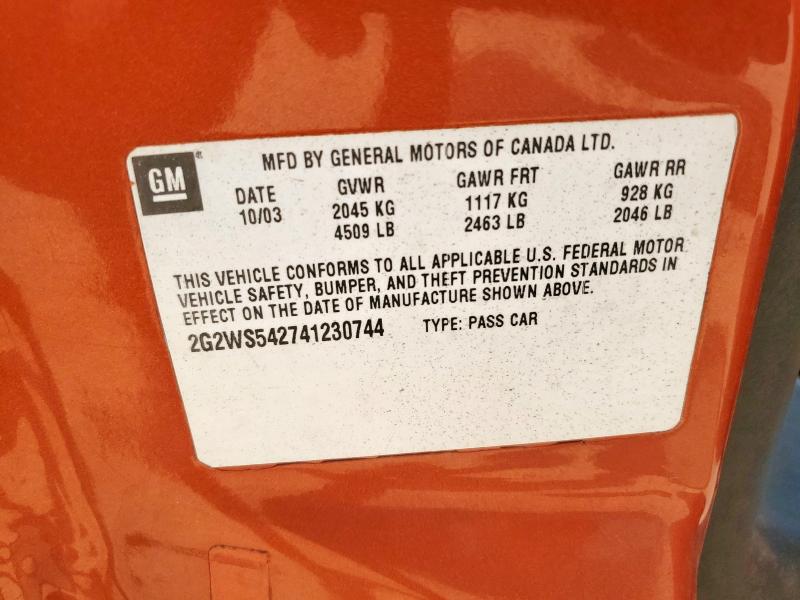 GM
MFD BY GENERAL MOTORS OF CANADA LTD.
DATE GVWR GAWR FRT GAWR RR
10/03 2045 KG 1117 KG 928 KG
4509 LB 2463 LB 2046 LB
THIS VEHICLE CONFORMS TO ALL APPLICABLE U.S. FEDERAL MOTOR
VEHICLE SAFETY, BUMPER, AND THEFT PREVENTION STANDARDS IN
EFFECT ON THE DATE OF MANUFACTURE SHOWN ABOVE.
2G2WS542741230744 TYPE: PASS CAR